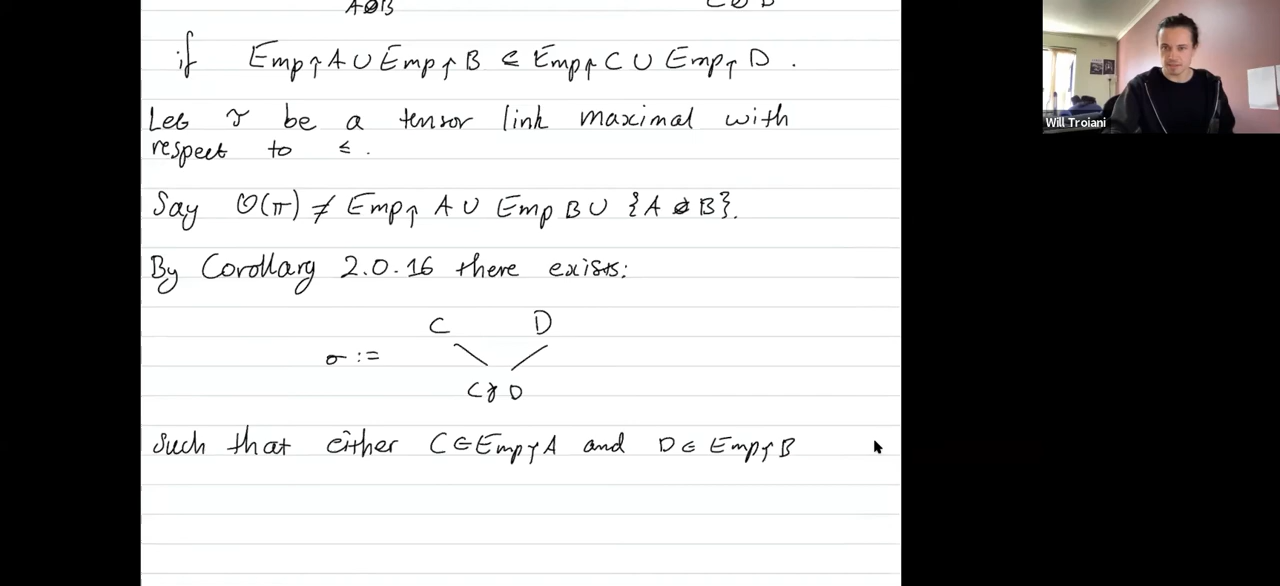 A⊗B
if Emp↑A ∪ Emp↑B ⊆ Emp↑C ∪ Emp↑D .
Let τ be a tensor link maximal with
respect to ≤ .
Say O(π) ≠ Emp↑ A ∪ Emp B ∪ {A ⊗ B}.
By Corollary 2.0.16 there exists:
C D
σ :=
C⅋D
Such that either C∈Emp↑A and D∈ Emp↑B
Will Troiani